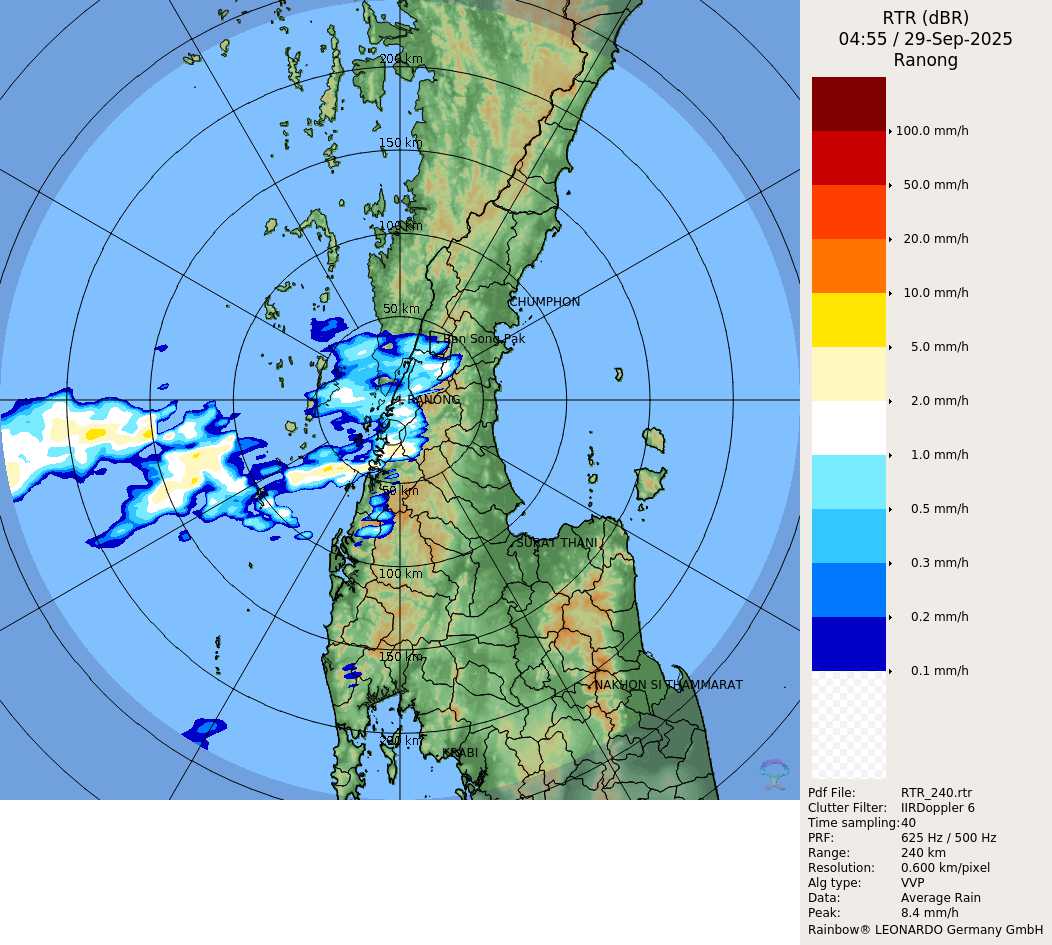 RTR (dBR)
04:55 / 29-Sep-2025
Ranong
200 km
150 km
100 km
50 km
CHUMPHON
Ban Song Pak
RANONG
50 km
SURAT THANI
100 km
150 km
NAKHON SI THAMMARAT
200 km
KRABI
100.0 mm/h
50.0 mm/h
20.0 mm/h
10.0 mm/h
5.0 mm/h
2.0 mm/h
1.0 mm/h
0.5 mm/h
0.3 mm/h
0.2 mm/h
0.1 mm/h
Pdf File: RTR_240.rtr
Clutter Filter: IIRDoppler 6
Time sampling:40
PRF: 625 Hz / 500 Hz
Range: 240 km
Resolution: 0.600 km/pixel
Alg type: VVP
Data: Average Rain
Peak: 8.4 mm/h
Rainbow® LEONARDO Germany GmbH